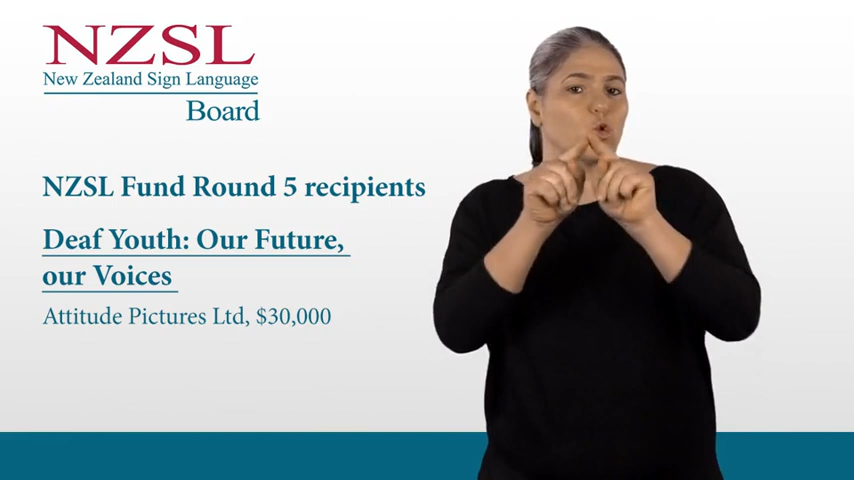 NZSL
New Zealand Sign Language
Board
NZSL Fund Round 5 recipients
Deaf Youth: Our Future,
our Voices
Attitude Pictures Ltd, $30,000